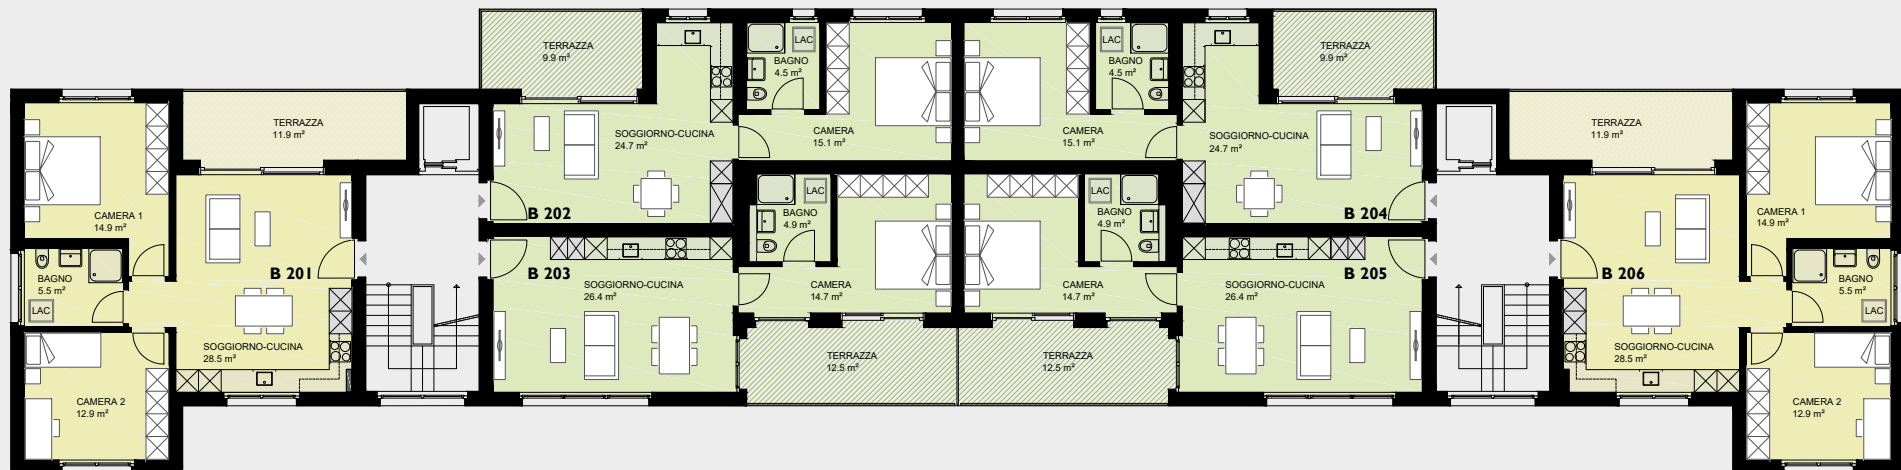 TERRAZZA
9.9 m²
LAC
BAGNO
4.5 m²
LAC
BAGNO
4.5 m²
TERRAZZA
9.9 m²
TERRAZZA
11.9 m²
SOGGIORNO-CUCINA
24.7 m²
CAMERA
15.1 m²
CAMERA
15.1 m²
SOGGIORNO-CUCINA
24.7 m²
TERRAZZA
11.9 m²
CAMERA 1
14.9 m²
B 202
LAC
BAGNO
4.9 m²
LAC
BAGNO
4.9 m²
B 204
CAMERA 1
14.9 m²
BAGNO
5.5 m²
LAC
B 201
B 203
SOGGIORNO-CUCINA
26.4 m²
CAMERA
14.7 m²
CAMERA
14.7 m²
SOGGIORNO-CUCINA
26.4 m²
B 205
B 206
BAGNO
5.5 m²
LAC
SOGGIORNO-CUCINA
28.5 m²
TERRAZZA
12.5 m²
TERRAZZA
12.5 m²
SOGGIORNO-CUCINA
28.5 m²
CAMERA 2
12.9 m²
CAMERA 2
12.9 m²